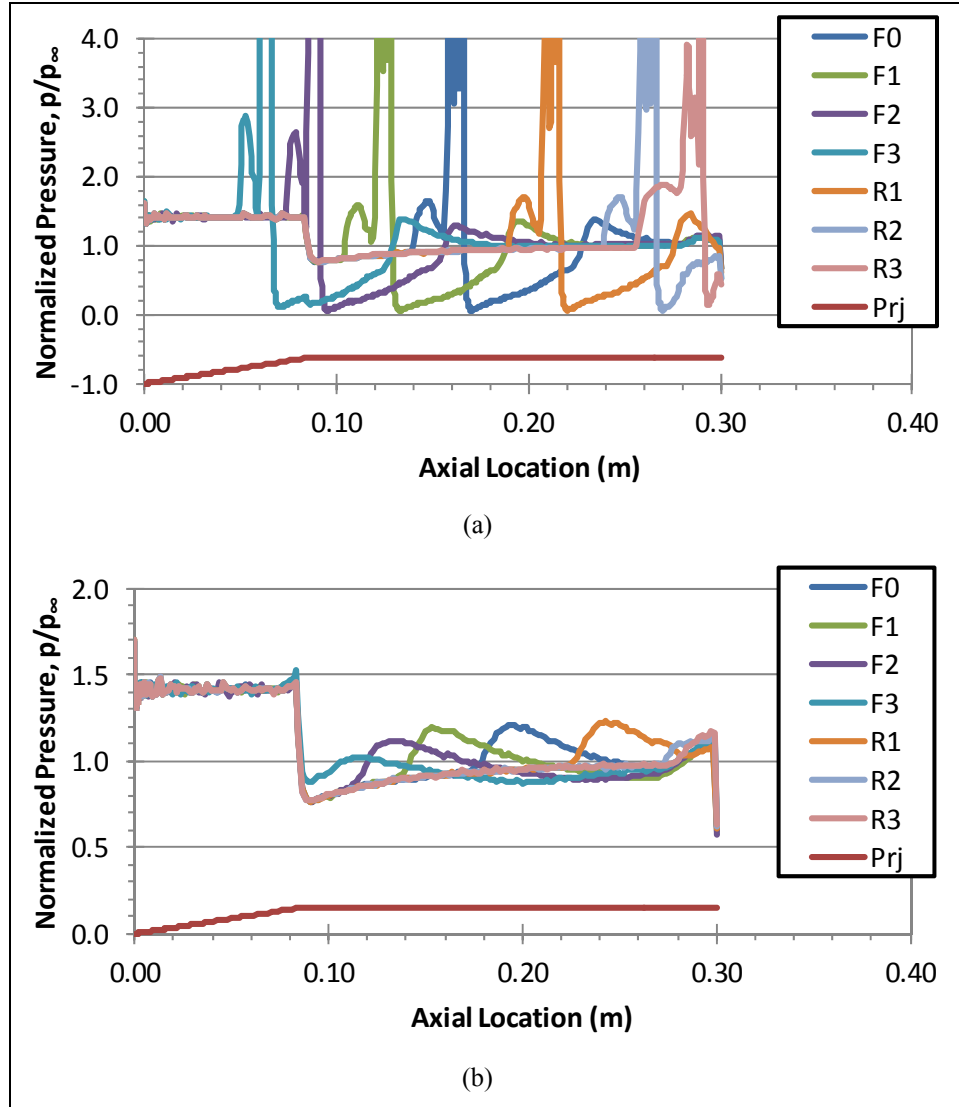 4.0
3.0
2.0
1.0
0.0
-1.0
Normalized Pressure, p/p∞
0.00
0.10
0.20
0.30
0.40
Axial Location (m)
F0
F1
F2
F3
R1
R2
R3
Prj
(a)
2.0
1.5
1.0
0.5
0.0
Normalized Pressure, p/p∞
0.00
0.10
0.20
0.30
0.40
Axial Location (m)
F0
F1
F2
F3
R1
R2
R3
Prj
(b)